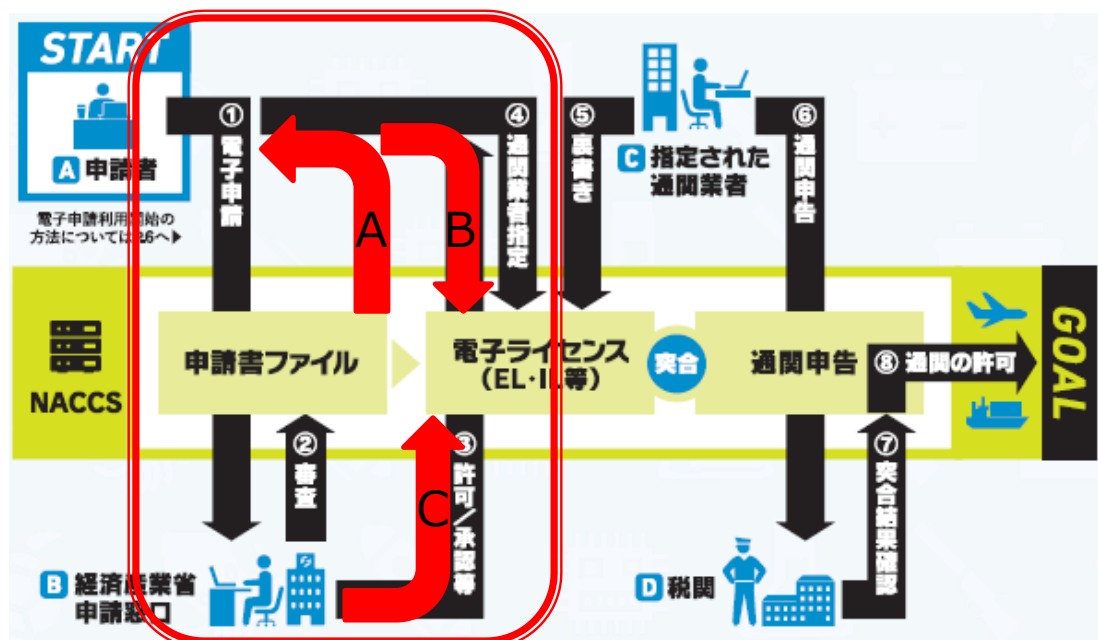 START
A 申請者
電子申請利用開始の
方法についてはP.6へ▶
① 電子申請
④ 通関業者指定
⑤ 裏書き
C 指定された
通関業者
⑥ 通関申告
A
B
NACCS
申請書ファイル
電子ライセンス
(EL・IL等)
突合
通関申告
⑧ 通関の許可
GOAL
② 審査
③ 許可/承認等
C
⑦ 突合結果確認
B 経済産業省
申請窓口
D 税関